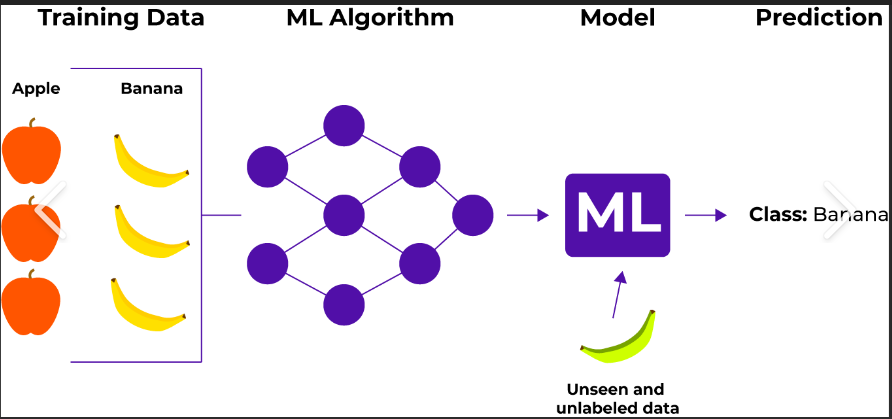 Training Data
ML Algorithm
Model
Prediction
Apple
Banana
ML
Class: Banana
Unseen and
unlabeled data